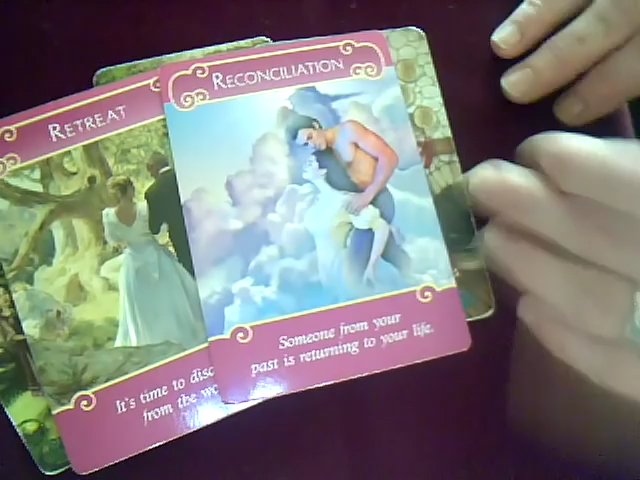 RETREAT
It's time to
from the
RECONCILIATION
Someone from your
past is returning to your life.